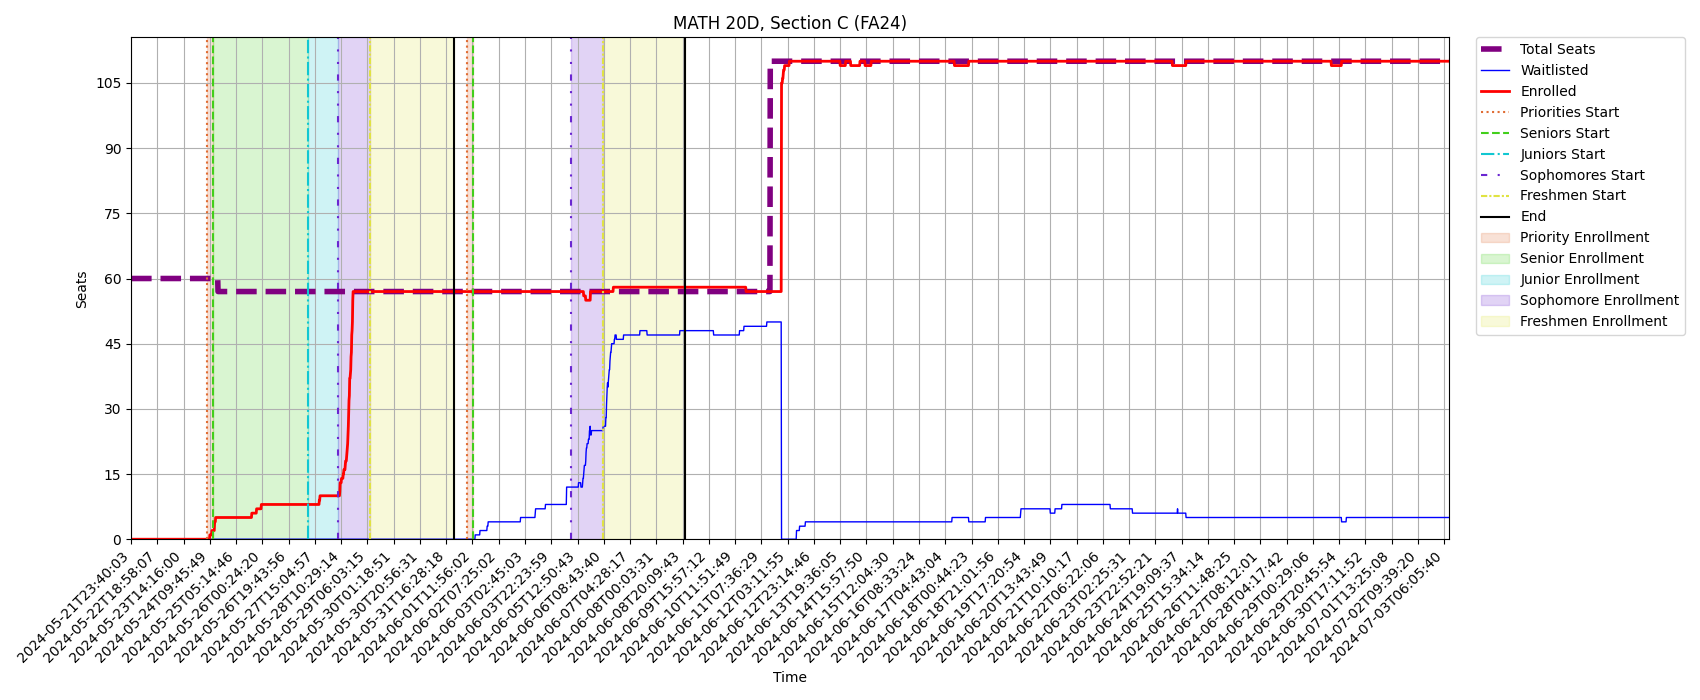 MATH 20D, Section C (FA24)
Seats
105
90
75
60
45
30
15
0
2024-05-21T23:40:03
2024-05-22T18:58:07
2024-05-23T14:16:00
2024-05-24T09:45:49
2024-05-25T05:14:46
2024-05-26T00:24:20
2024-05-26T19:43:56
2024-05-27T15:04:57
2024-05-28T10:29:14
2024-05-29T06:03:15
2024-05-30T01:18:51
2024-05-30T20:56:31
2024-05-31T16:28:18
2024-06-01T11:56:02
2024-06-02T07:25:02
2024-06-03T02:45:03
2024-06-03T22:23:59
2024-06-05T12:50:43
2024-06-06T08:43:40
2024-06-07T04:28:17
2024-06-08T00:03:31
2024-06-08T20:09:43
2024-06-09T15:57:12
2024-06-10T11:51:49
2024-06-11T07:36:29
2024-06-12T03:11:55
2024-06-12T23:14:46
2024-06-13T19:36:05
2024-06-14T15:57:50
2024-06-15T12:04:30
2024-06-16T08:33:24
2024-06-17T04:43:04
2024-06-18T00:44:23
2024-06-18T21:01:56
2024-06-19T17:20:54
2024-06-20T13:43:49
2024-06-21T10:10:17
2024-06-22T06:22:06
2024-06-23T02:25:31
2024-06-23T22:52:21
2024-06-24T19:09:37
2024-06-25T15:34:14
2024-06-26T11:48:25
2024-06-27T08:12:01
2024-06-28T04:17:42
2024-06-29T00:29:06
2024-06-29T20:45:54
2024-06-30T17:11:52
2024-07-01T13:25:08
2024-07-02T09:39:20
2024-07-03T06:05:40
Time
Total Seats
Waitlisted
Enrolled
Priorities Start
Seniors Start
Juniors Start
Sophomores Start
Freshmen Start
End
Priority Enrollment
Senior Enrollment
Junior Enrollment
Sophomore Enrollment
Freshmen Enrollment